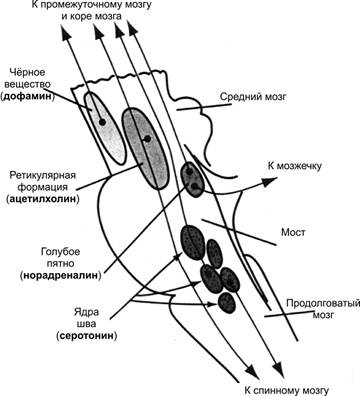 К промежуточному мозгу
и коре мозга
Чёрное
вещество
(дофамин)
Средний мозг
Ретикулярная
формация
(ацетилхолин)
К мозжечку
Голубое
пятно
(норадреналин)
Мост
Ядра
шва
(серотонин)
Продолговатый
мозг
К спинному мозгу